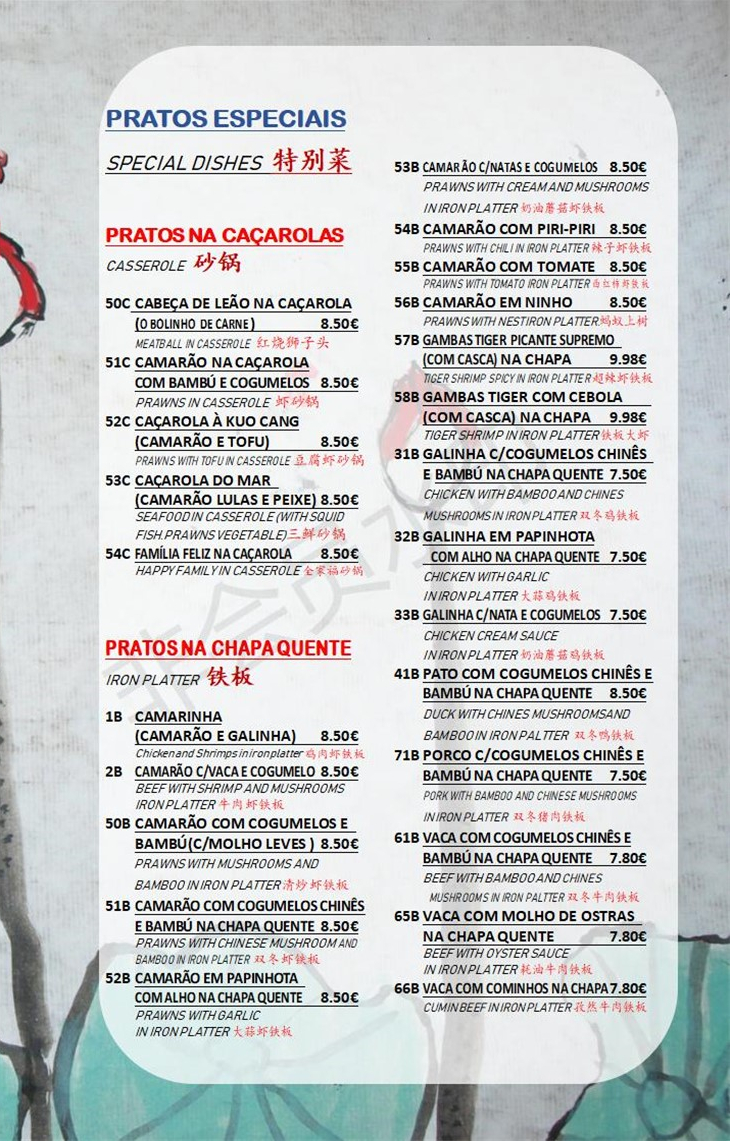 PRATOS ESPECIAIS
SPECIAL DISHES 特别菜
PRATOS NA CAÇAROLAS
CASSEROLE 砂锅
50C CABEÇA DE LEÃO NA CAÇAROLA
(O BOLINHO DE CARNE) 8.50€
MEATBALL IN CASSEROLE 红烧狮子头
51C CAMARÃO NA CAÇAROLA
COM BAMBÚ E COGUMELOS 8.50€
PRAWNS IN CASSEROLE 虾砂锅
52C CAÇAROLA À KUO CANG
(CAMARÃO E TOFU) 8.50€
PRAWNS WITH TOFU IN CASSEROLE 豆腐虾砂锅
53C CAÇAROLA DO MAR
(CAMARÃO LULAS E PEIXE) 8.50€
SEAFOOD IN CASSEROLE (WITH SQUID
FISH.PRAWNS VEGETABLE) 三鲜砂锅
54C FAMÍLIA FELIZ NA CAÇAROLA 8.50€
HAPPY FAMILY IN CASSEROLE 全家福砂锅
PRATOS NA CHAPA QUENTE
IRON PLATTER 铁板
1B CAMARINHA
(CAMARÃO E GALINHA) 8.50€
Chicken and Shrimps in iron platter 鸡肉虾铁板
2B CAMARÃO C/VACA E COGUMELO 8.50€
BEEF WITH SHRIMP AND MUSHROOMS
IRON PLATTER 牛肉虾铁板
50B CAMARÃO COM COGUMELOS E
BAMBÚ(C/MOLHO LEVES ) 8.50€
PRAWNS WITH MUSHROOMS AND
BAMBOO IN IRON PLATTER 清炒虾铁板
51B CAMARÃO COM COGUMELOS CHINÊS
E BAMBÚ NA CHAPA QUENTE 8.50€
PRAWNS WITH CHINESE MUSHROOM AND
BAMBOO IN IRON PLATTER 双冬虾铁板
52B CAMARÃO EM PAPINHOTA
COM ALHO NA CHAPA QUENTE 8.50€
PRAWNS WITH GARLIC
IN IRON PLATTER 大蒜虾铁板
53B CAMARÃO C/NATAS E COGUMELOS 8.50€
PRAWNS WITH CREAM AND MUSHROOMS
IN IRON PLATTER 奶油蘑菇虾铁板
54B CAMARÃO COM PIRI-PIRI 8.50€
PRAWNS WITH CHILI IN IRON PLATTER 辣子虾铁板
55B CAMARÃO COM TOMATE 8.50€
PRAWNS WITH TOMATO IN IRON PLATTER 西红柿虾铁板
56B CAMARÃO EM NINHO 8.50€
PRAWNS WITH NEST IRON PLATTER 蚂蚁上树
57B GAMBAS TIGER PICANTE SUPREMO
(COM CASCA) NA CHAPA 9.98€
TIGER SHRIMP SPICY IN IRON PLATTER 超辣虾铁板
58B GAMBAS TIGER COM CEBOLA
(COM CASCA) NA CHAPA 9.98€
TIGER SHRIMP IN IRON PLATTER 铁板大虾
31B GALINHA C/COGUMELOS CHINÊS
E BAMBÚ NA CHAPA QUENTE 7.50€
CHICKEN WITH BAMBOO AND CHINES
MUSHROOMS IN IRON PLATTER 双冬鸡铁板
32B GALINHA EM PAPINHOTA
COM ALHO NA CHAPA QUENTE 7.50€
CHICKEN WITH GARLIC
IN IRON PLATTER 大蒜鸡铁板
33B GALINHA C/NATA E COGUMELOS 7.50€
CHICKEN CREAM SAUCE
IN IRON PLATTER 奶油蘑菇鸡铁板
41B PATO COM COGUMELOS CHINÊS E
BAMBÚ NA CHAPA QUENTE 8.50€
DUCK WITH CHINES MUSHROOMSAND
BAMBOO IN IRON PALTTER 双冬鸭铁板
71B PORCO C/COGUMELOS CHINÊS E
BAMBÚ NA CHAPA QUENTE 7.50€
PORK WITH BAMBOO AND CHINESE MUSHROOMS
IN IRON PLATTER 双冬猪肉铁板
61B VACA COM COGUMELOS CHINÊS E
BAMBÚ NA CHAPA QUENTE 7.80€
BEEF WITH BAMBOO AND CHINES
MUSHROOMS IN IRON PALTTER 双冬牛肉铁板
65B VACA COM MOLHO DE OSTRAS
NA CHAPA QUENTE 7.80€
BEEF WITH OYSTER SAUCE
IN IRON PLATTER 耗油牛肉铁板
66B VACA COM COMINHOS NA CHAPA 7.80€
CUMIN BEEF IN IRON PLATTER 孜然牛肉铁板
非会员水印